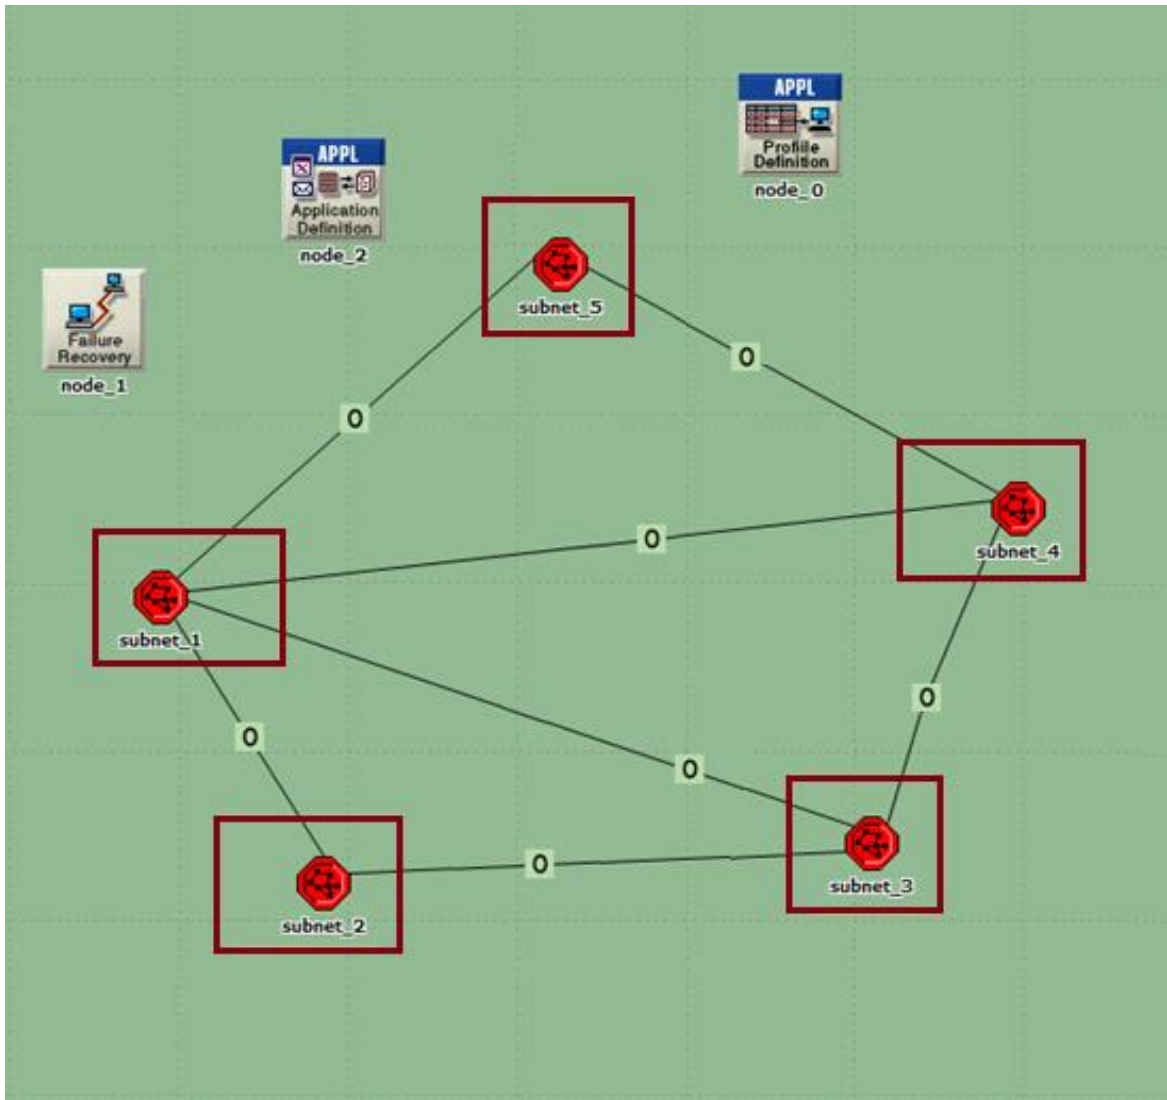 APPL
Profile
Definition
node_0
APPL
Application
Definition
node_2
subnet_5
Failure
Recovery
node_1
0
0
subnet_4
0
subnet_1
0
0
0
0
subnet_3
subnet_2